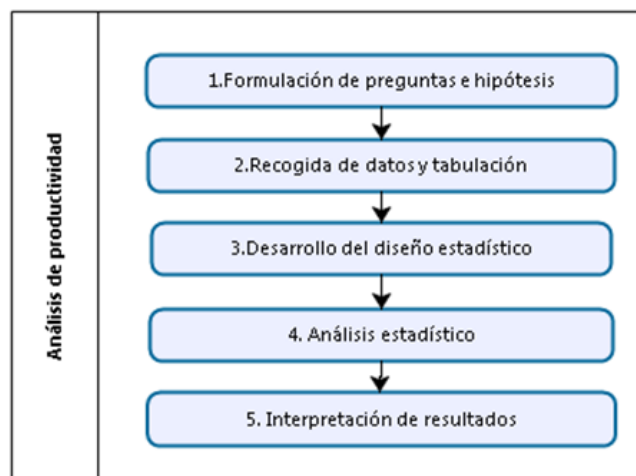 Análisis de productividad
1.Formulación de preguntas e hipótesis
2.Recogida de datos y tabulación
3.Desarrollo del diseño estadístico
4. Análisis estadístico
5. Interpretación de resultados